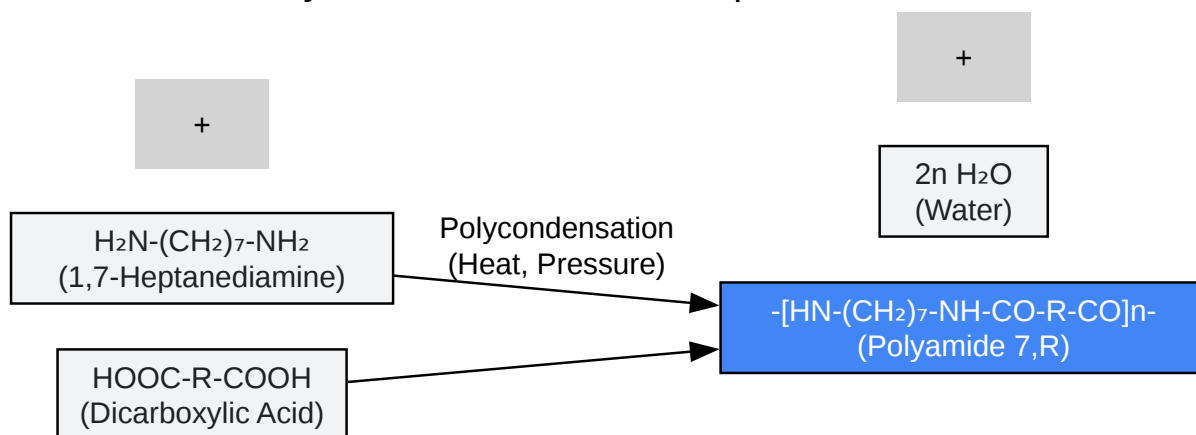 +
+
2n H₂O
(Water)
H₂N-(CH₂)₇-NH₂
(1,7-Heptanediamine)
Polycondensation
(Heat, Pressure)
-[HN-(CH₂)₇-NH-CO-R-CO]n-
(Polyamide 7,R)
HOOC-R-COOH
(Dicarboxylic Acid)